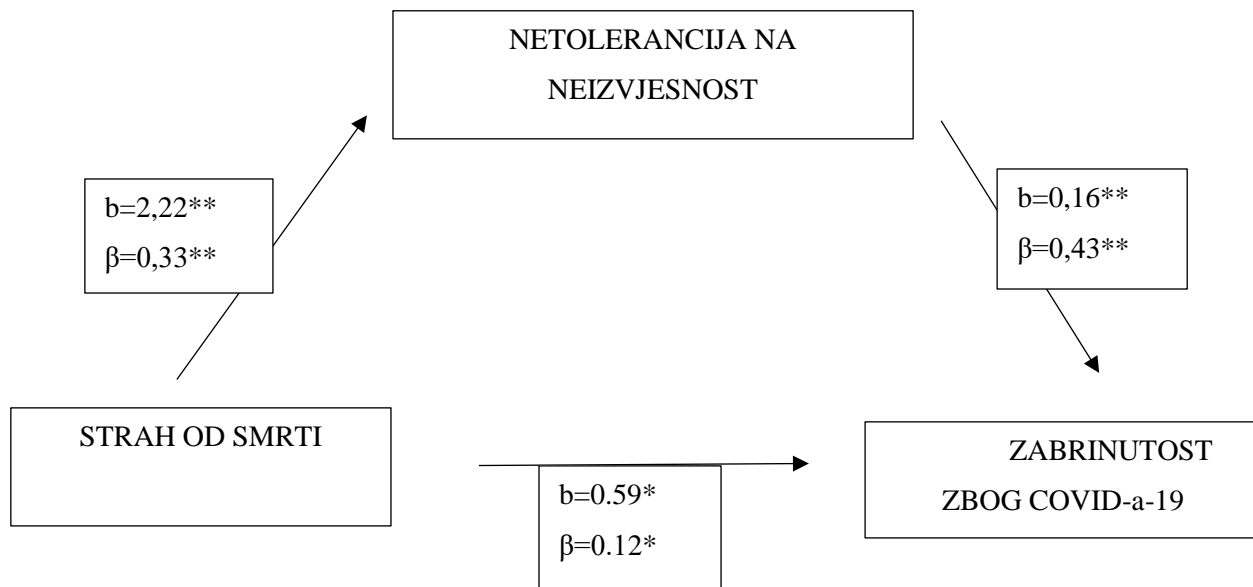 NETOLERANCIJA NA
NEIZVJESNOST
b=2,22**
β=0,33**
b=0,16**
β=0,43**
STRAH OD SMRTI
ZABRINUTOST
ZBOG COVID-a-19
b=0.59*
β=0.12*